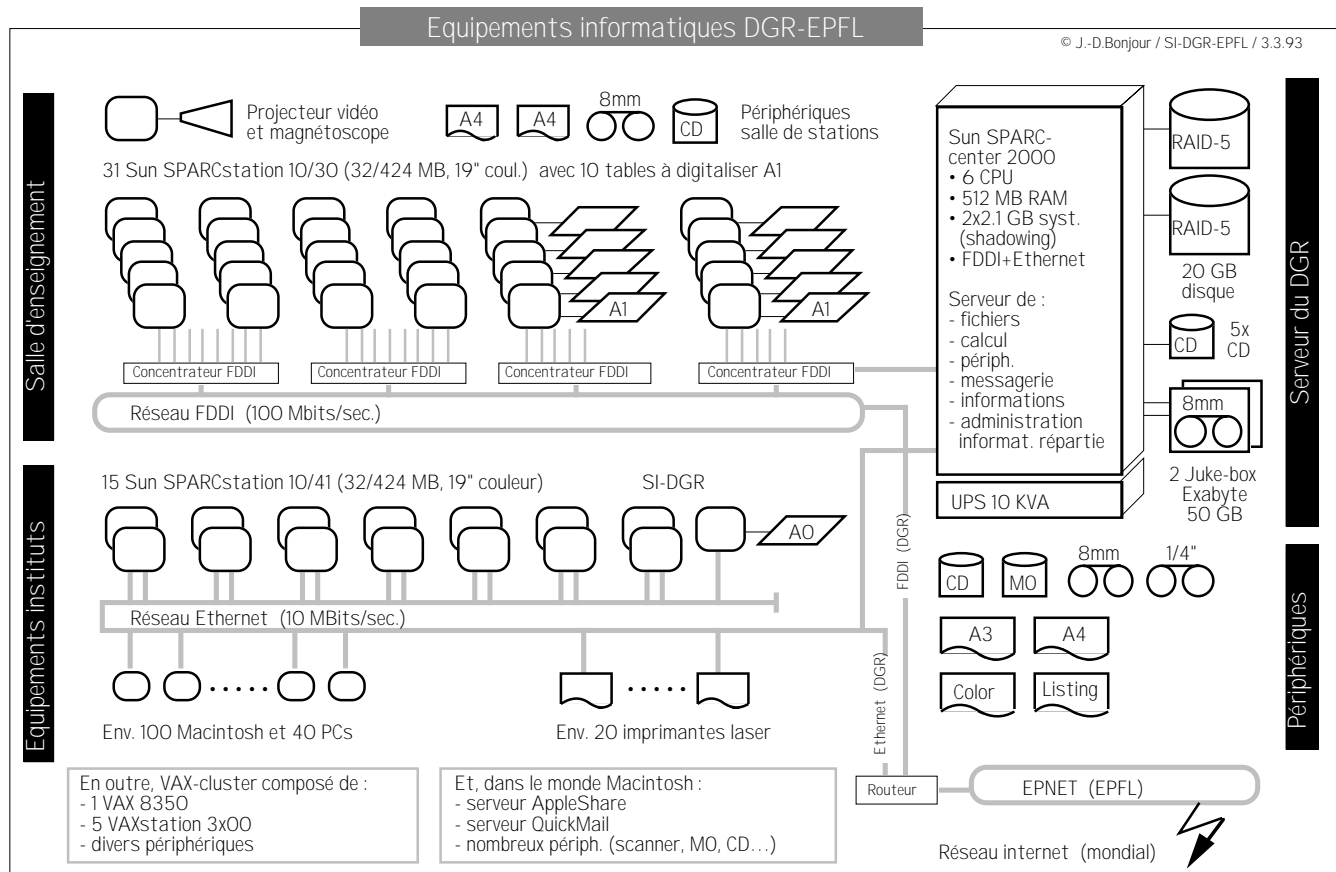 Equipements informatiques DGR-EPFL
© J.-D.Bonjour / SI-DGR-EPFL / 3.3.93
Salle d'enseignement
Projecteur vidéo
et magnétoscope
A4
A4
8mm
CD
Périphériques
salle de stations
31 Sun SPARCstation 10/30 (32/424 MB, 19" coul.) avec 10 tables à digitaliser A1
A1
A1
Concentrateur FDDI
Concentrateur FDDI
Concentrateur FDDI
Concentrateur FDDI
Réseau FDDI (100 Mbits/sec.)
Serveur du DGR
Sun SPARC-
center 2000
• 6 CPU
• 512 MB RAM
• 2x2.1 GB syst.
(shadowing)
• FDDI+Ethernet
Serveur de :
- fichiers
- calcul
- périph.
- messagerie
- informations
- administration
informat. répartie
UPS 10 KVA
RAID-5
RAID-5
20 GB
disque
CD
5x
CD
8mm
2 Juke-box
Exabyte
50 GB
Equipements instituts
15 Sun SPARCstation 10/41 (32/424 MB, 19" couleur)
SI-DGR
A0
Réseau Ethernet (10 MBits/sec.)
Env. 100 Macintosh et 40 PCs
Env. 20 imprimantes laser
FDDI (DGR)
Ethernet (DGR)
Périphériques
CD
MO
8mm
1/4"
A3
A4
Color
Listing
En outre, VAX-cluster composé de :
- 1 VAX 8350
- 5 VAXstation 3x00
- divers périphériques
Et, dans le monde Macintosh :
- serveur AppleShare
- serveur QuickMail
- nombreux périph. (scanner, MO, CD…)
Routeur
EPNET (EPFL)
Réseau internet (mondial)